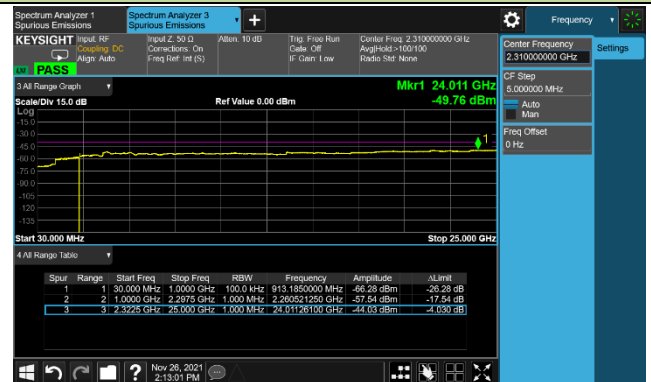 Spectrum Analyzer 1
Spurious Emissions
Spectrum Analyzer 3
Spurious Emissions
Frequency
KEYSIGHT
Input: RF
Coupling: DC
Align: Auto
Input Z: 50 Ω
Corrections: On
Freq Ref: Int (S)
Atten: 10 dB
Trig: Free Run
Gate: Off
IF Gain: Low
Center Freq: 2.310000000 GHz
Avg|Hold:>100/100
Radio Std: None
PASS
Center Frequency
2.310000000 GHz
Settings
CF Step
5.000000 MHz
Auto
Man
Freq Offset
0 Hz
3 All Range Graph
Mkr1 24.011 GHz
Scale/Div 15.0 dB
Ref Value 0.00 dBm
-49.76 dBm
Log
-15.0
-30.0
-45.0
-60.0
-75.0
-90.0
-105
-120
-135
1
Start 30.000 MHz
Stop 25.000 GHz
4 All Range Table
Spur Range Start Freq Stop Freq RBW Frequency Amplitude ΔLimit
1 1 30.000 MHz 1.0000 GHz 100.0 kHz 913.1850000 MHz -66.28 dBm -26.28 dB
2 2 1.0000 GHz 2.2975 GHz 1.000 MHz 2.260521250 GHz -57.54 dBm -17.54 dB
3 3 2.3225 GHz 25.000 GHz 1.000 MHz 24.01126100 GHz -44.03 dBm -4.030 dB
?
Nov 26, 2021
2:13:01 PM